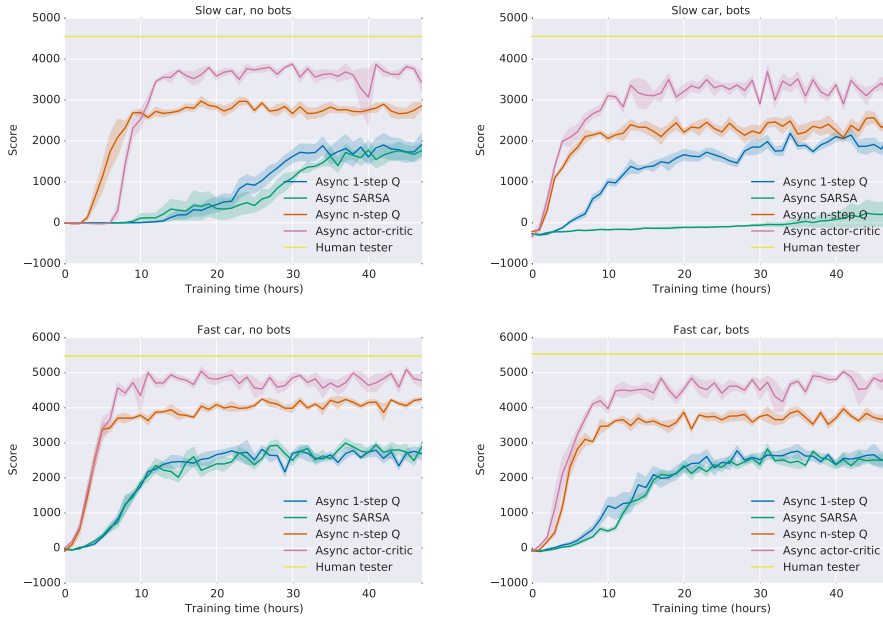 Slow car, no bots
5000
4000
3000
2000
1000
0
−1000
Score
Async 1-step Q
Async SARSA
Async n-step Q
Async actor-critic
Human tester
0 10 20 30 40
Training time (hours)
Slow car, bots
5000
4000
3000
2000
1000
0
−1000
Score
Async 1-step Q
Async SARSA
Async n-step Q
Async actor-critic
Human tester
0 10 20 30 40
Training time (hours)
Fast car, no bots
6000
5000
4000
3000
2000
1000
0
−1000
Score
Async 1-step Q
Async SARSA
Async n-step Q
Async actor-critic
Human tester
0 10 20 30 40
Training time (hours)
Fast car, bots
6000
5000
4000
3000
2000
1000
0
−1000
Score
Async 1-step Q
Async SARSA
Async n-step Q
Async actor-critic
Human tester
0 10 20 30 40
Training time (hours)